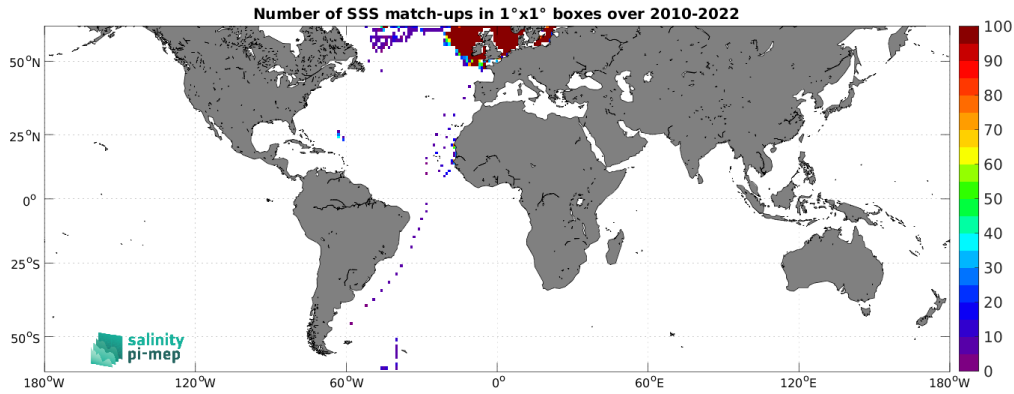 Number of SSS match-ups in 1°x1° boxes over 2010-2022
100
90
80
70
60
50
40
30
20
10
0
50°N
25°N
0°
25°S
50°S
salinity
pi-mep
180°W 120°W 60°W 0° 60°E 120°E 180°W